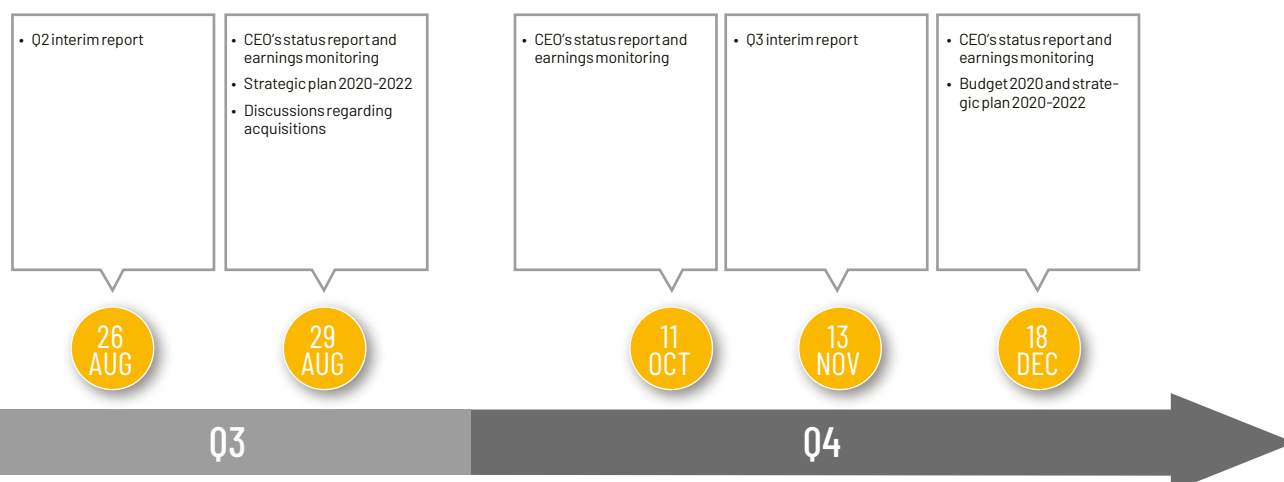 • Q2 interim report
• CEO's status report and
earnings monitoring
• Strategic plan 2020-2022
• Discussions regarding
acquisitions
• CEO's status report and
earnings monitoring
• Q3 interim report
• CEO's status report and
earnings monitoring
• Budget 2020 and strate-
gic plan 2020-2022
26
AUG
29
AUG
11
OCT
13
NOV
18
DEC
Q3
Q4